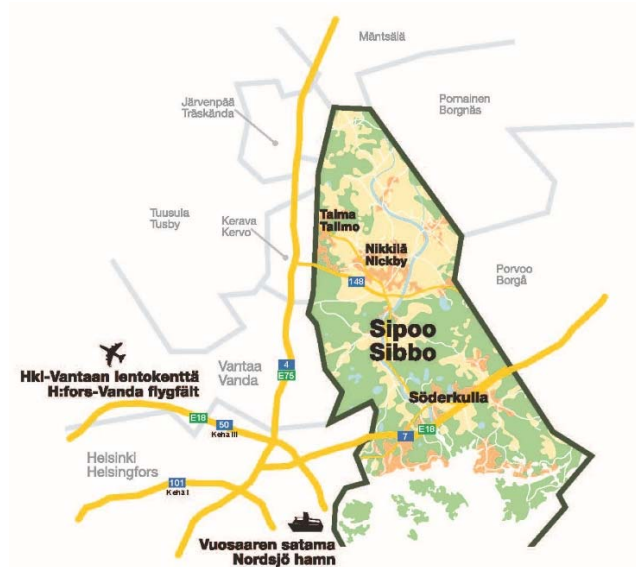 Mäntsälä
Järvenpää
Träskända
Pornainen
Borgnäs
Tuusula
Tusby
Kerava
Kervo
Talma
Tallmo
Nikkilä
Nickby
148
Porvoo
Borgå
Sipoo
Sibbo
Hki-Vantaan lentokenttä
H:fors-Vanda flygfält
Vantaa
Vanda
4
E75
Söderkulla
E18
50
Kehä III
7
E18
Helsinki
Helsingfors
101
Kehä I
Vuosaaren satama
Nordsjö hamn